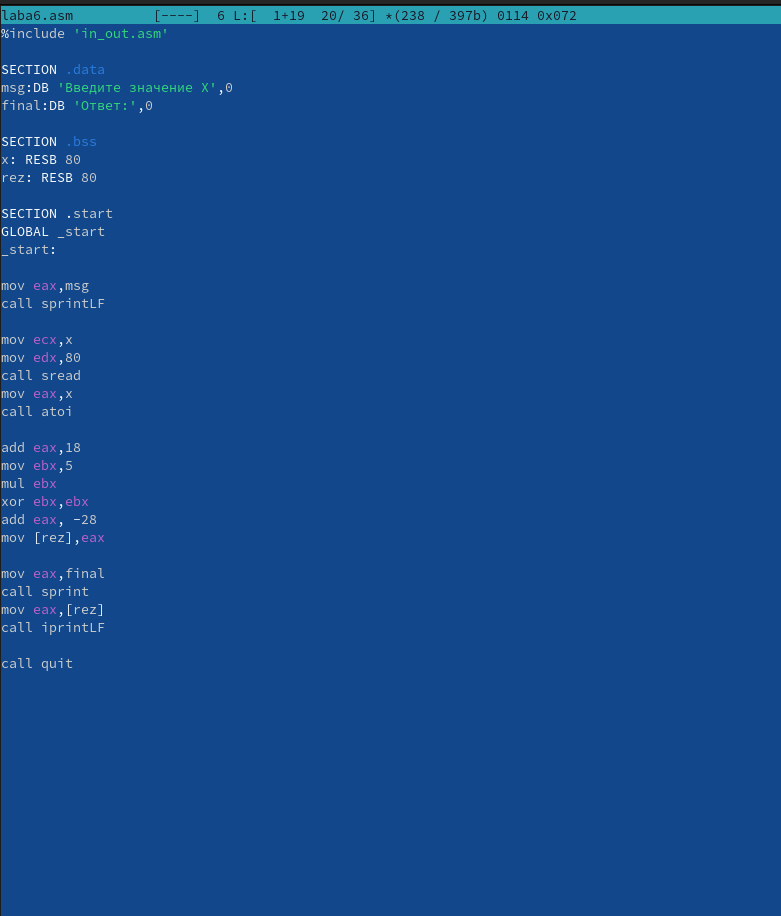 laba6.asm [----] 6 L:[ 1+19 20/ 36] *(238 / 397b) 0114 0x072
%include 'in_out.asm'
SECTION .data
msg:DB 'Введите значение X',0
final:DB 'Ответ:',0
SECTION .bss
x: RESB 80
rez: RESB 80
SECTION .start
GLOBAL _start
_start:
mov eax,msg
call sprintLF
mov ecx,x
mov edx,80
call sread
mov eax,x
call atoi
add eax,18
mov ebx,5
mul ebx
xor ebx,ebx
add eax, -28
mov [rez],eax
mov eax,final
call sprint
mov eax,[rez]
call iprintLF
call quit